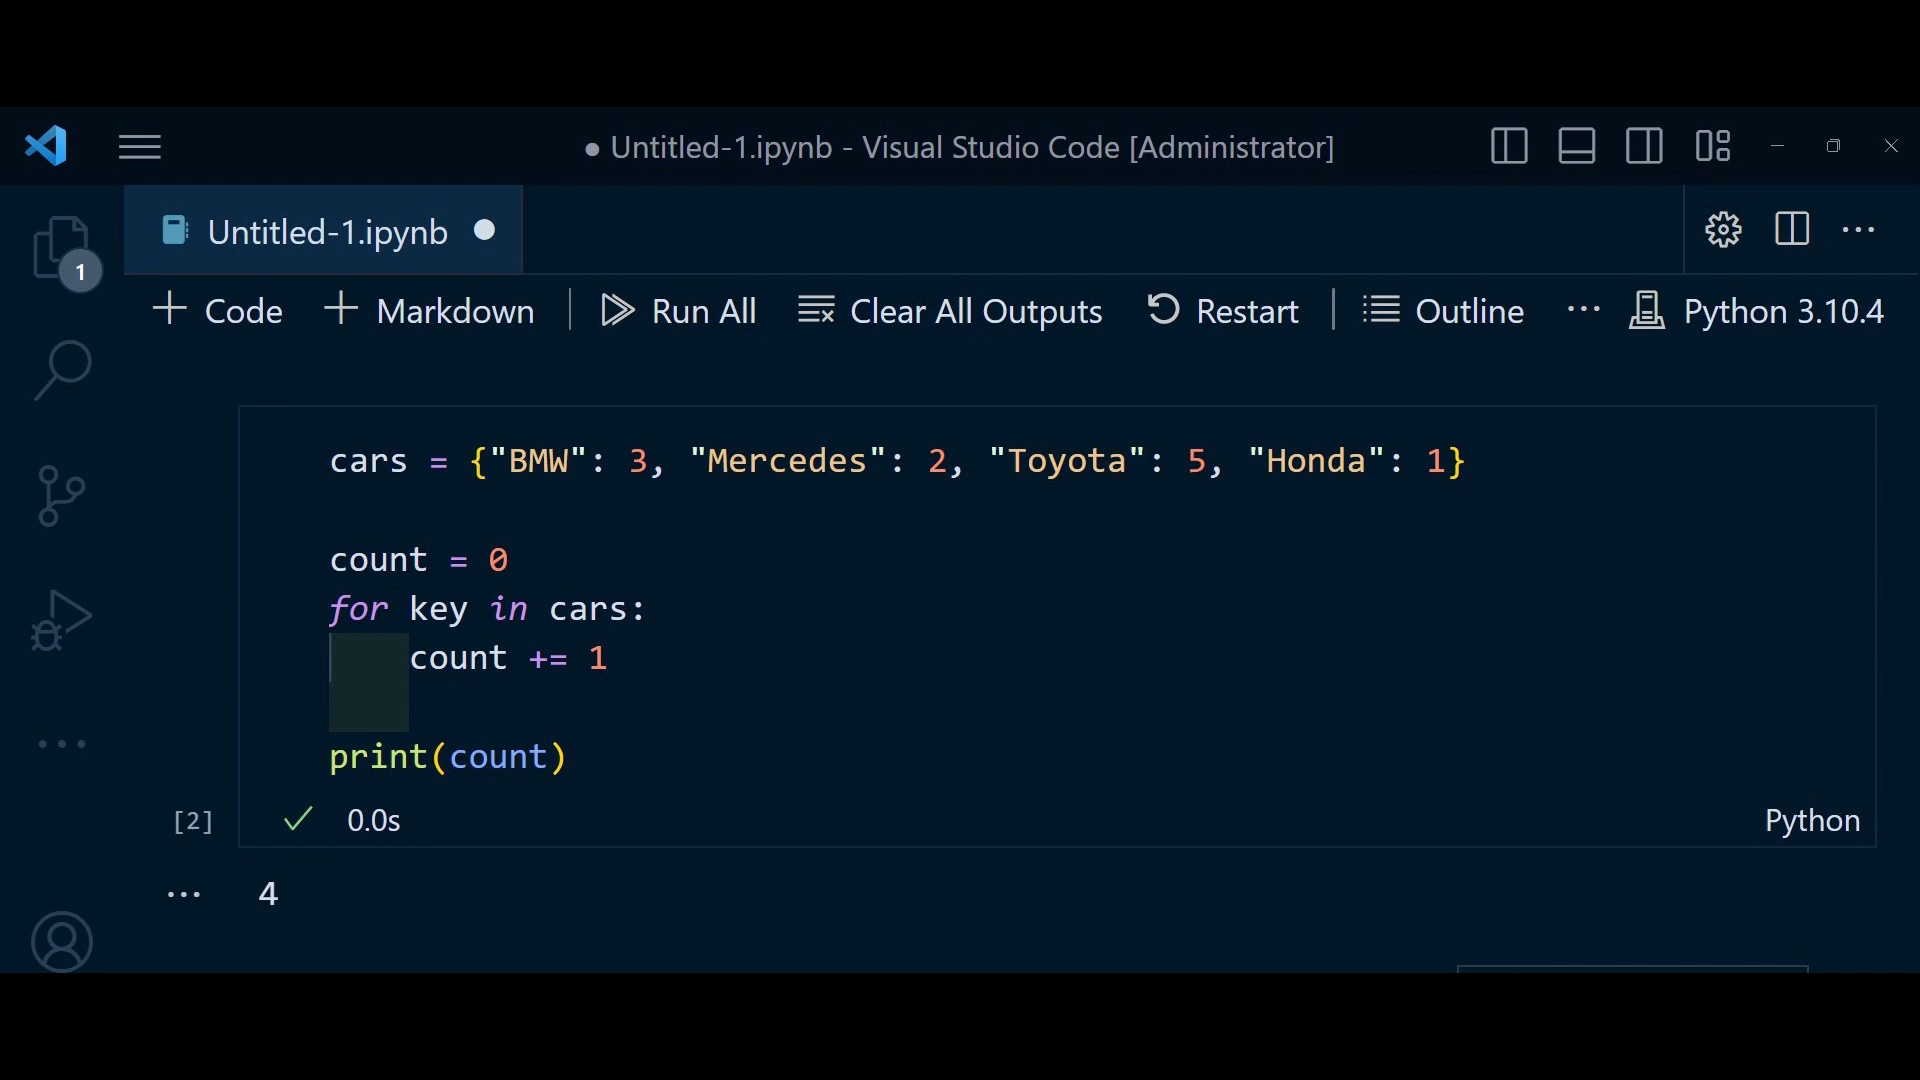 ● Untitled-1.ipynb - Visual Studio Code [Administrator]
Untitled-1.ipynb
1
Code Markdown Run All Clear All Outputs Restart Outline ... Python 3.10.4
cars = {"BMW": 3, "Mercedes": 2, "Toyota": 5, "Honda": 1}
count = 0
for key in cars:
    count += 1
print(count)
[2] 0.0s Python
4